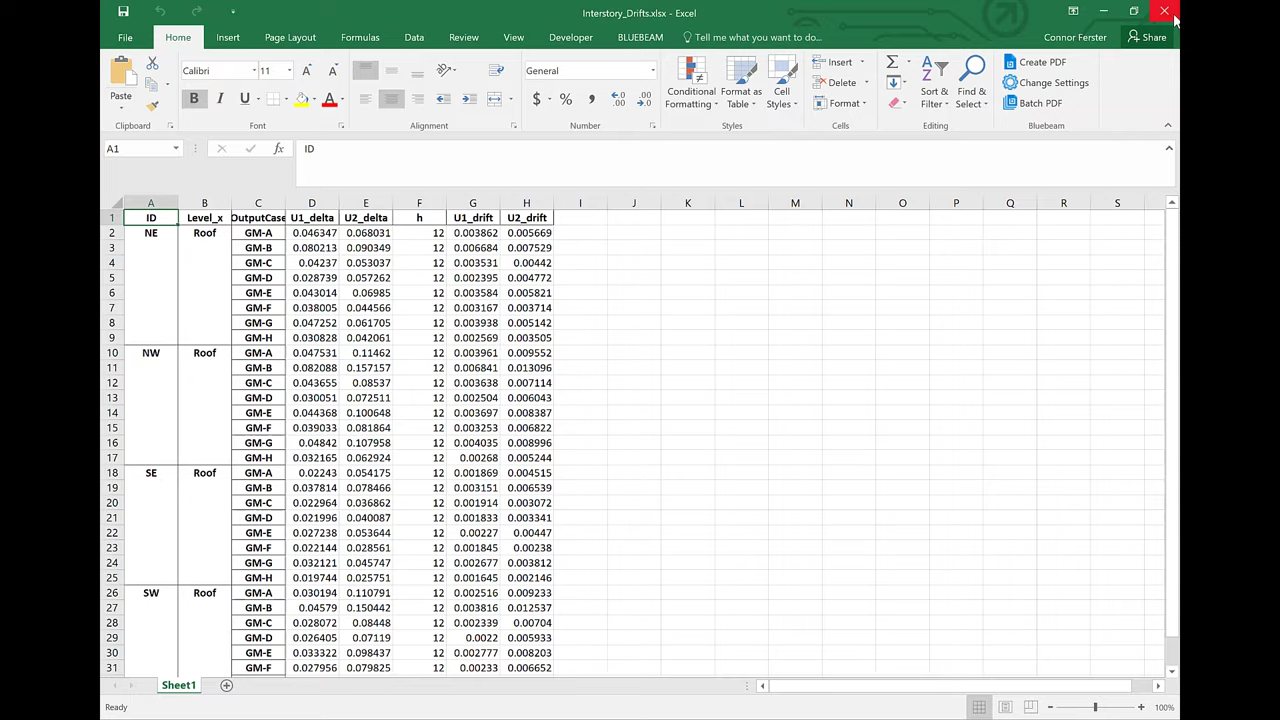 Interstory_Drifts.xlsx - Excel
File Home Insert Page Layout Formulas Data Review View Developer BLUEBEAM Tell me what you want to do... Connor Ferster Share
Paste
Calibri 11
B I U A
General
$ % ,
Conditional Formatting
Format as Table
Cell Styles
Insert
Delete
Format
Sort & Filter
Find & Select
Create PDF
Change Settings
Batch PDF
Clipboard Font Alignment Number Styles Cells Editing Bluebeam
A1 fx ID
A B C D E F G H I J K L M N O P Q R S
1 ID Level_x OutputCase U1_delta U2_delta h U1_drift U2_drift
2 NE Roof GM-A 0.046347 0.068031 12 0.003862 0.005669
3 GM-B 0.080213 0.090349 12 0.006684 0.007529
4 GM-C 0.04237 0.053037 12 0.003531 0.00442
5 GM-D 0.028739 0.057262 12 0.002395 0.004772
6 GM-E 0.043014 0.06985 12 0.003584 0.005821
7 GM-F 0.038005 0.044566 12 0.003167 0.003714
8 GM-G 0.047252 0.061705 12 0.003938 0.005142
9 GM-H 0.030828 0.042061 12 0.002569 0.003505
10 NW Roof GM-A 0.047531 0.11462 12 0.003961 0.009552
11 GM-B 0.082088 0.157157 12 0.006841 0.013096
12 GM-C 0.043655 0.08537 12 0.003638 0.007114
13 GM-D 0.030051 0.072511 12 0.002504 0.006043
14 GM-E 0.044368 0.100648 12 0.003697 0.008387
15 GM-F 0.039033 0.081864 12 0.003253 0.006822
16 GM-G 0.04842 0.107958 12 0.004035 0.008996
17 GM-H 0.032165 0.062924 12 0.00268 0.005244
18 SE Roof GM-A 0.02243 0.054175 12 0.001869 0.004515
19 GM-B 0.037814 0.078466 12 0.003151 0.006539
20 GM-C 0.022964 0.036862 12 0.001914 0.003072
21 GM-D 0.021996 0.040087 12 0.001833 0.003341
22 GM-E 0.027238 0.053644 12 0.00227 0.00447
23 GM-F 0.022144 0.028561 12 0.001845 0.00238
24 GM-G 0.032121 0.045747 12 0.002677 0.003812
25 GM-H 0.019744 0.025751 12 0.001645 0.002146
26 SW Roof GM-A 0.030194 0.110791 12 0.002516 0.009233
27 GM-B 0.04579 0.150442 12 0.003816 0.012537
28 GM-C 0.028072 0.08448 12 0.002339 0.00704
29 GM-D 0.026405 0.07119 12 0.0022 0.005933
30 GM-E 0.033322 0.098437 12 0.002777 0.008203
31 GM-F 0.027956 0.079825 12 0.00233 0.006652
Sheet1
Ready 100%